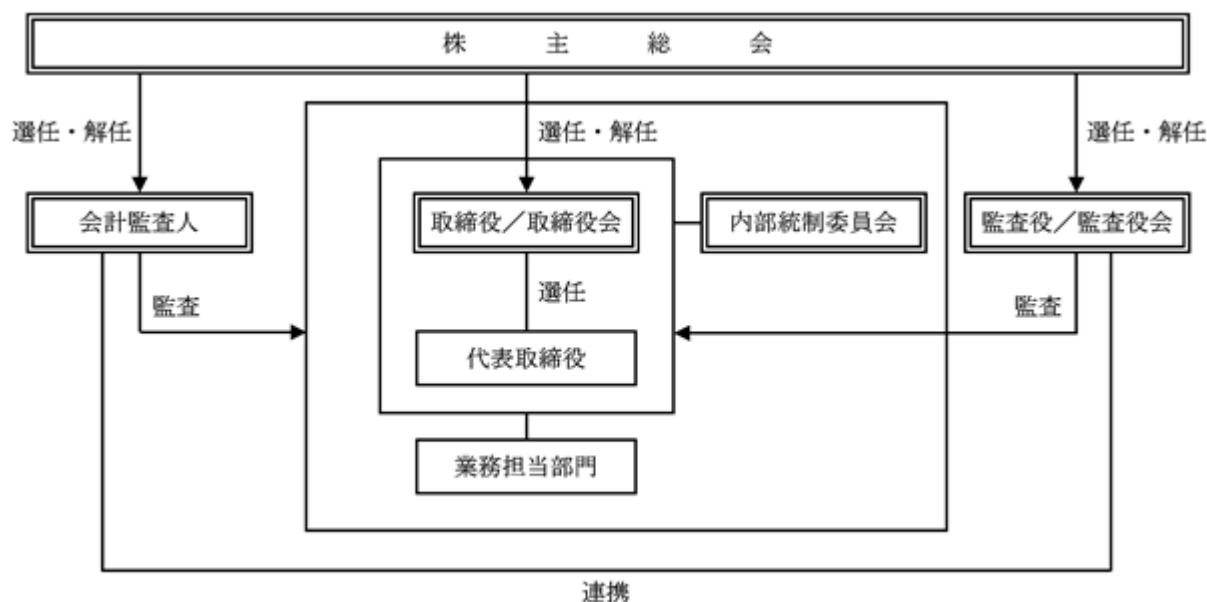 株主総会
選任・解任
選任・解任
選任・解任
会計監査人
取締役／取締役会
内部統制委員会
監査役／監査役会
選任
監査
監査
代表取締役
業務担当部門
連携